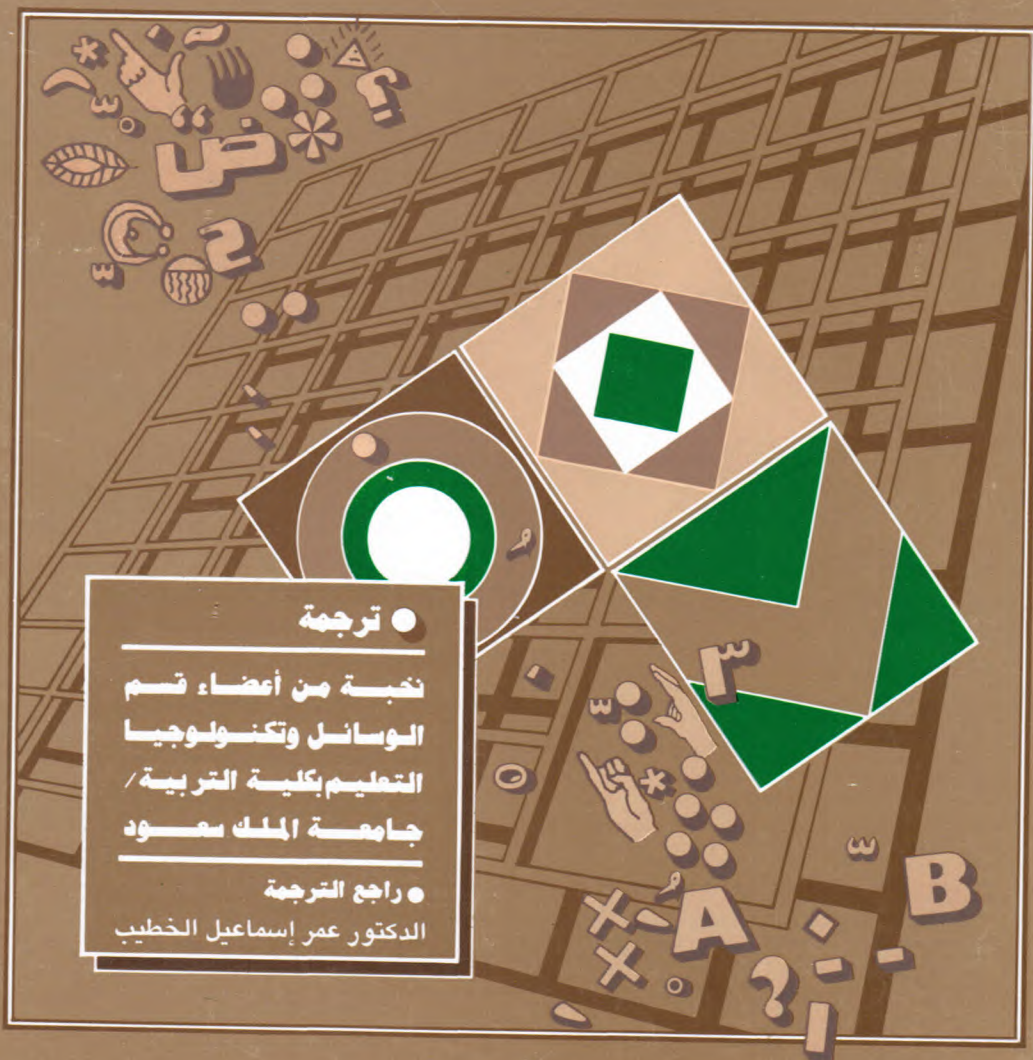 ض
ح
● ترجمة
نخبة من أعضاء قسم
الوسائل وتكنولوجيا
التعليم بكلية التربية /
جامعة الملك سعود
● راجع الترجمة
الدكتور عمر إسماعيل الخطيب
٣
A
B
؟